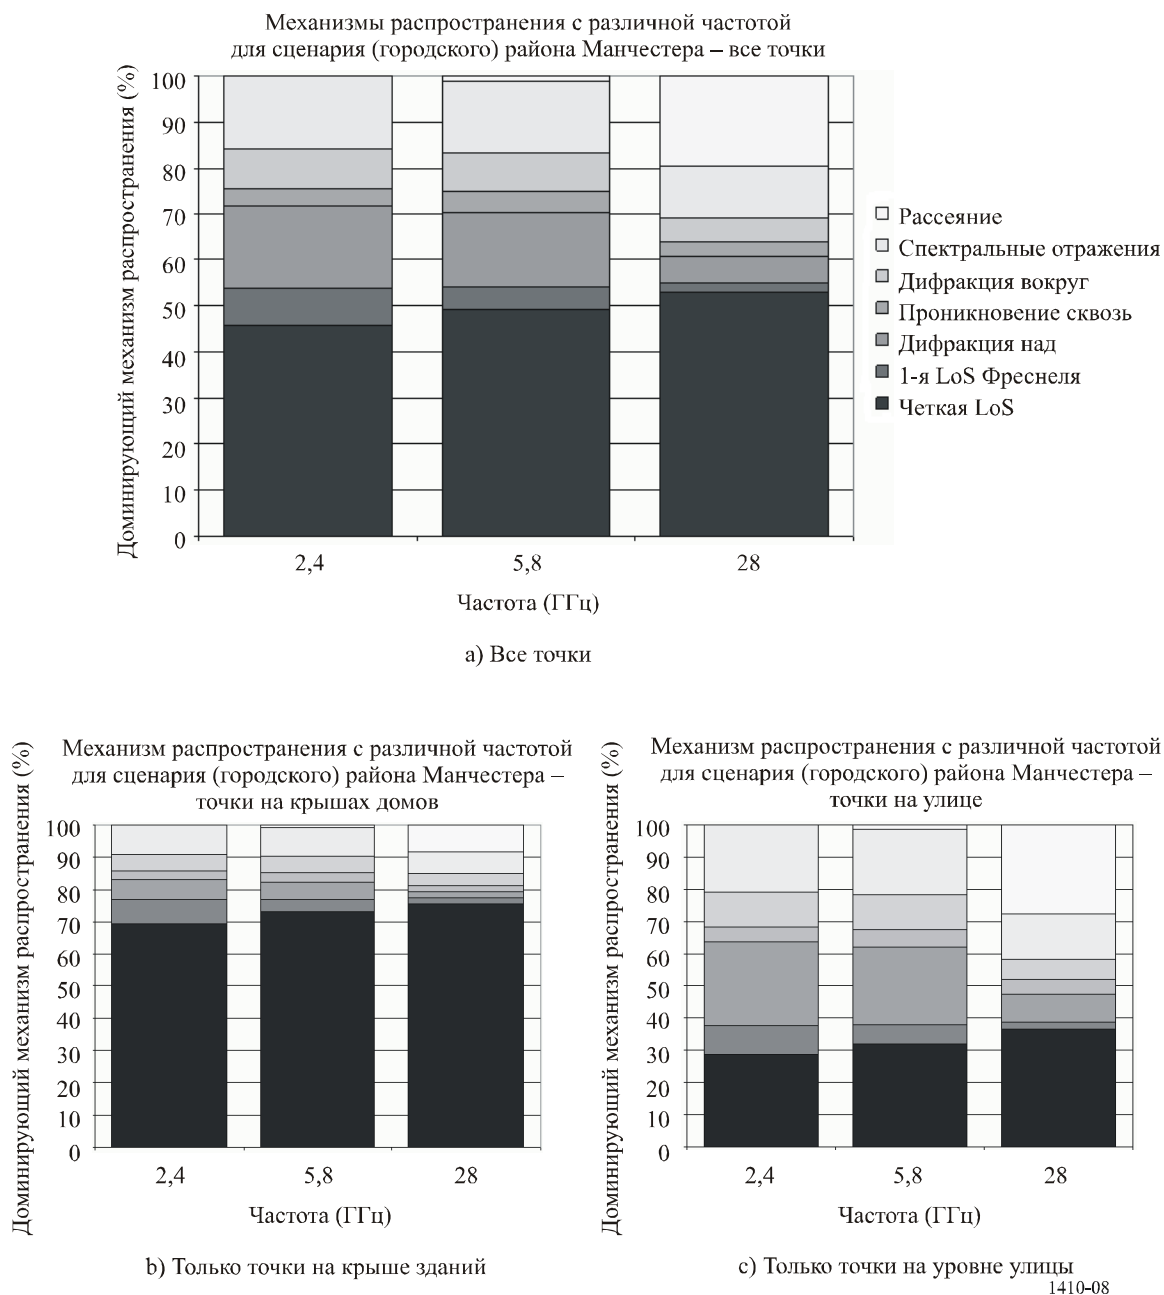 Механизмы распространения с различной частотой
для сценария (городского) района Манчестера – все точки
Доминирующий механизм распространения (%)
100
90
80
70
60
50
40
30
20
10
0
2,4
5,8
28
Частота (ГГц)
Рассеяние
Спектральные отражения
Дифракция вокруг
Проникновение сквозь
Дифракция над
1-я LoS Фреснеля
Четкая LoS
a) Все точки
Механизм распространения с различной частотой
для сценария (городского) района Манчестера –
точки на крышах домов
Доминирующий механизм распространения (%)
100
90
80
70
60
50
40
30
20
10
0
2,4
5,8
28
Частота (ГГц)
b) Только точки на крыше зданий
Механизм распространения с различной частотой
для сценария (городского) района Манчестера –
точки на улице
Доминирующий механизм распространения (%)
100
90
80
70
60
50
40
30
20
10
0
2,4
5,8
28
Частота (ГГц)
c) Только точки на уровне улицы
1410-08